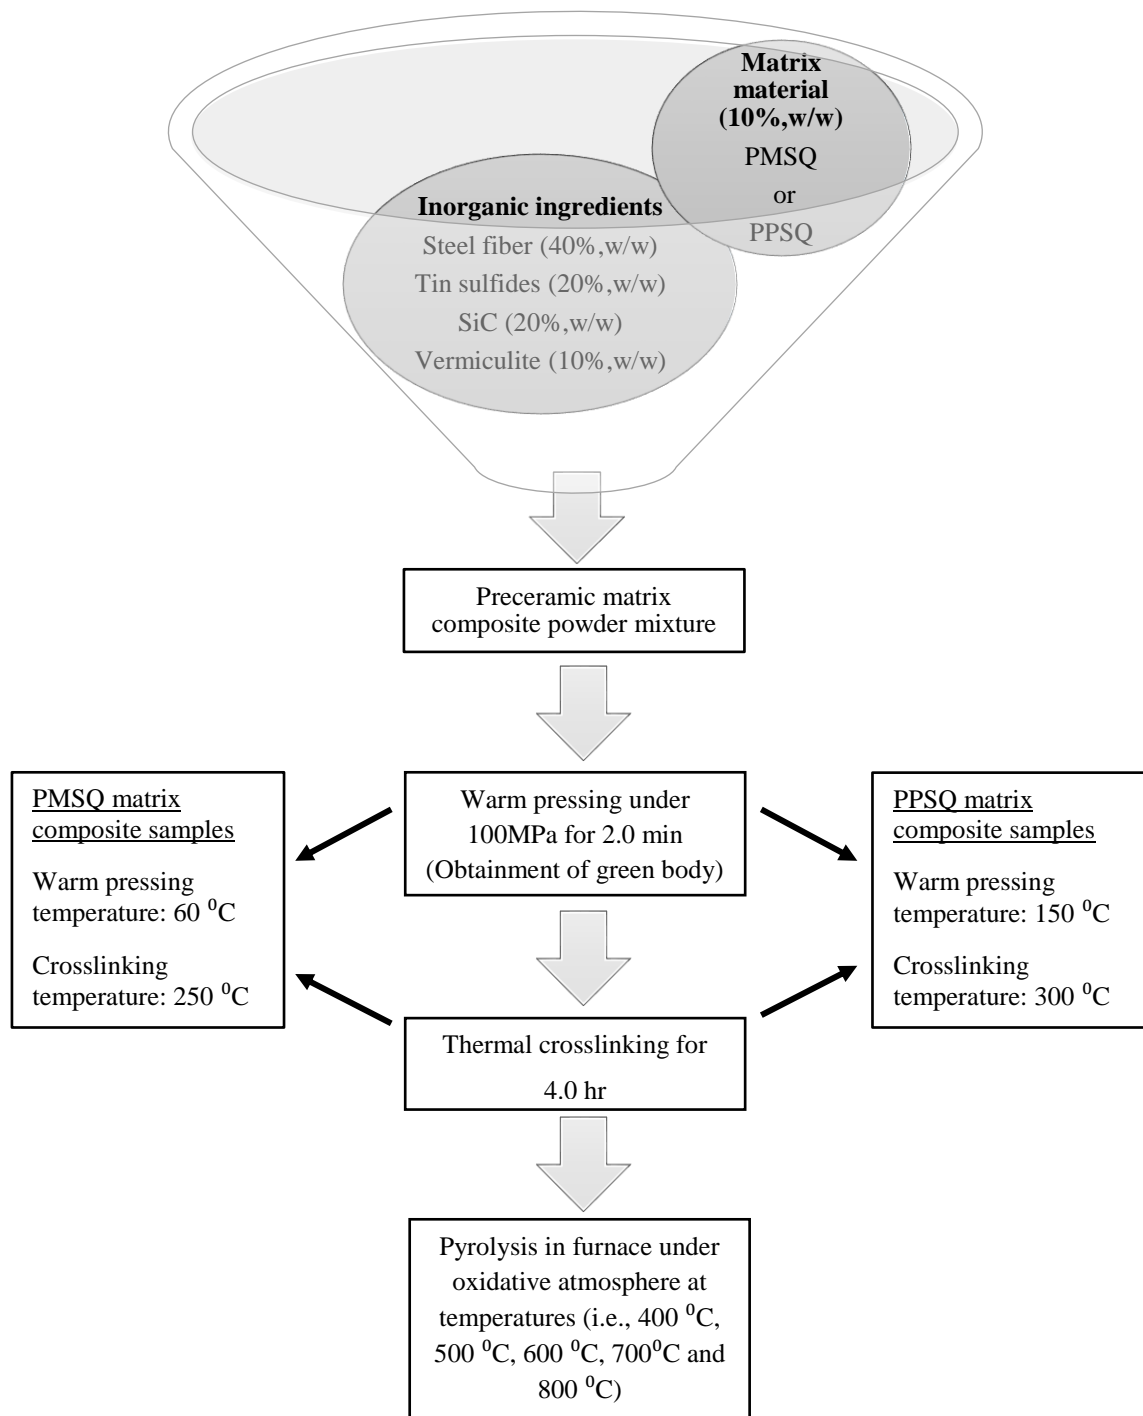 Matrix
material
(10%,w/w)
PMSQ
or
PPSQ
Inorganic ingredients
Steel fiber (40%,w/w)
Tin sulfides (20%,w/w)
SiC (20%,w/w)
Vermiculite (10%,w/w)
Preceramic matrix
composite powder mixture
PMSQ matrix
composite samples
Warm pressing
temperature: 60 ⁰C
Crosslinking
temperature: 250 ⁰C
Warm pressing under
100MPa for 2.0 min
(Obtainment of green body)
PPSQ matrix
composite samples
Warm pressing
temperature: 150 ⁰C
Crosslinking
temperature: 300 ⁰C
Thermal crosslinking for
4.0 hr
Pyrolysis in furnace under
oxidative atmosphere at
temperatures (i.e., 400 ⁰C,
500 ⁰C, 600 ⁰C, 700⁰C and
800 ⁰C)